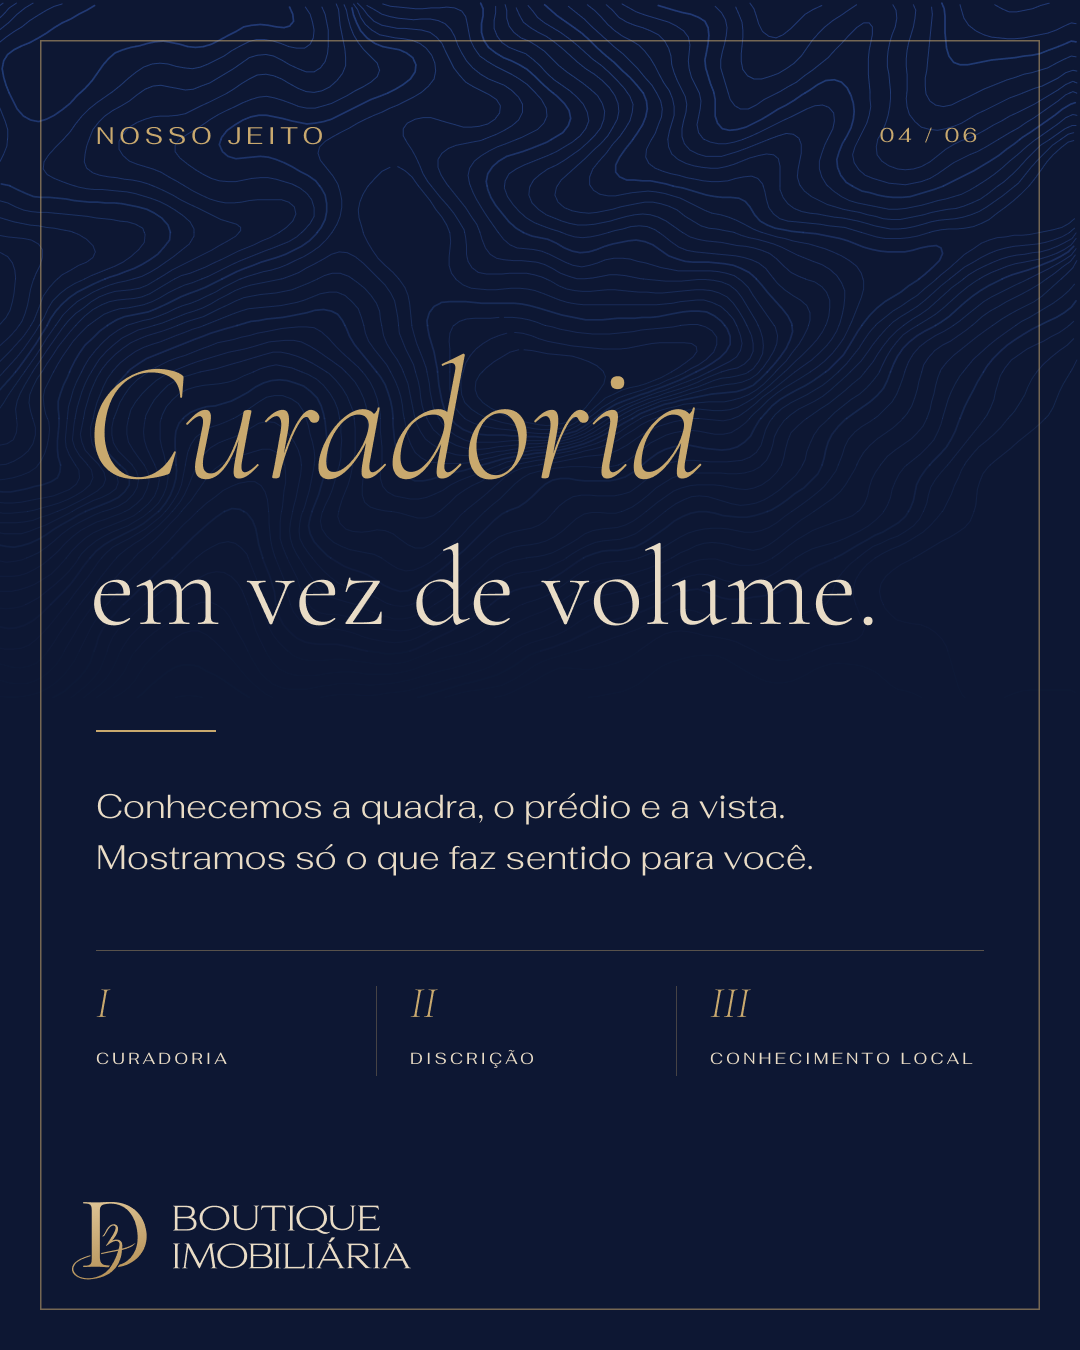 NOSSO JEITO
04 / 06
Curadoria
em vez de volume.
Conhecemos a quadra, o prédio e a vista.
Mostramos só o que faz sentido para você.
I
CURADORIA
II
DISCRIÇÃO
III
CONHECIMENTO LOCAL
BOUTIQUE
IMOBILIÁRIA